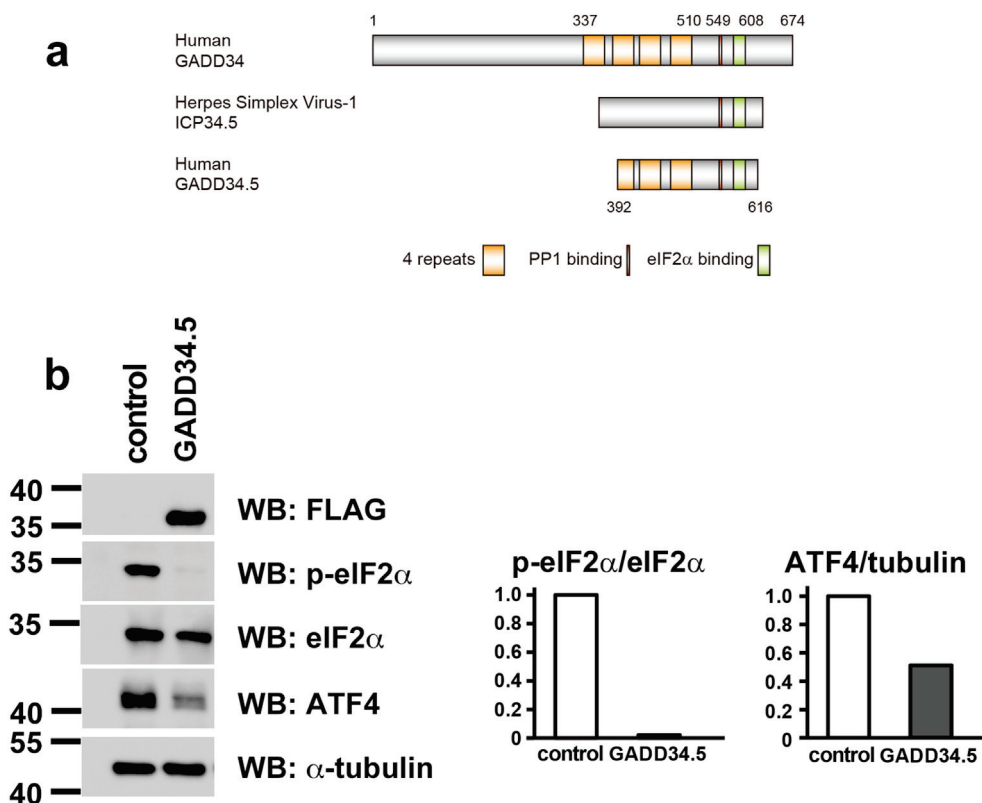 a
1 337 510 549 608 674
Human
GADD34
Herpes Simplex Virus-1
ICP34.5
Human
GADD34.5
392 616
4 repeats PP1 binding eIF2α binding
b
control
GADD34.5
40
35
WB: FLAG
35
WB: p-eIF2α
35
WB: eIF2α
40
WB: ATF4
55
40
WB: α-tubulin
p-eIF2α/eIF2α
1.0
0.8
0.6
0.4
0.2
0
control GADD34.5
ATF4/tubulin
1.0
0.8
0.6
0.4
0.2
0
control GADD34.5